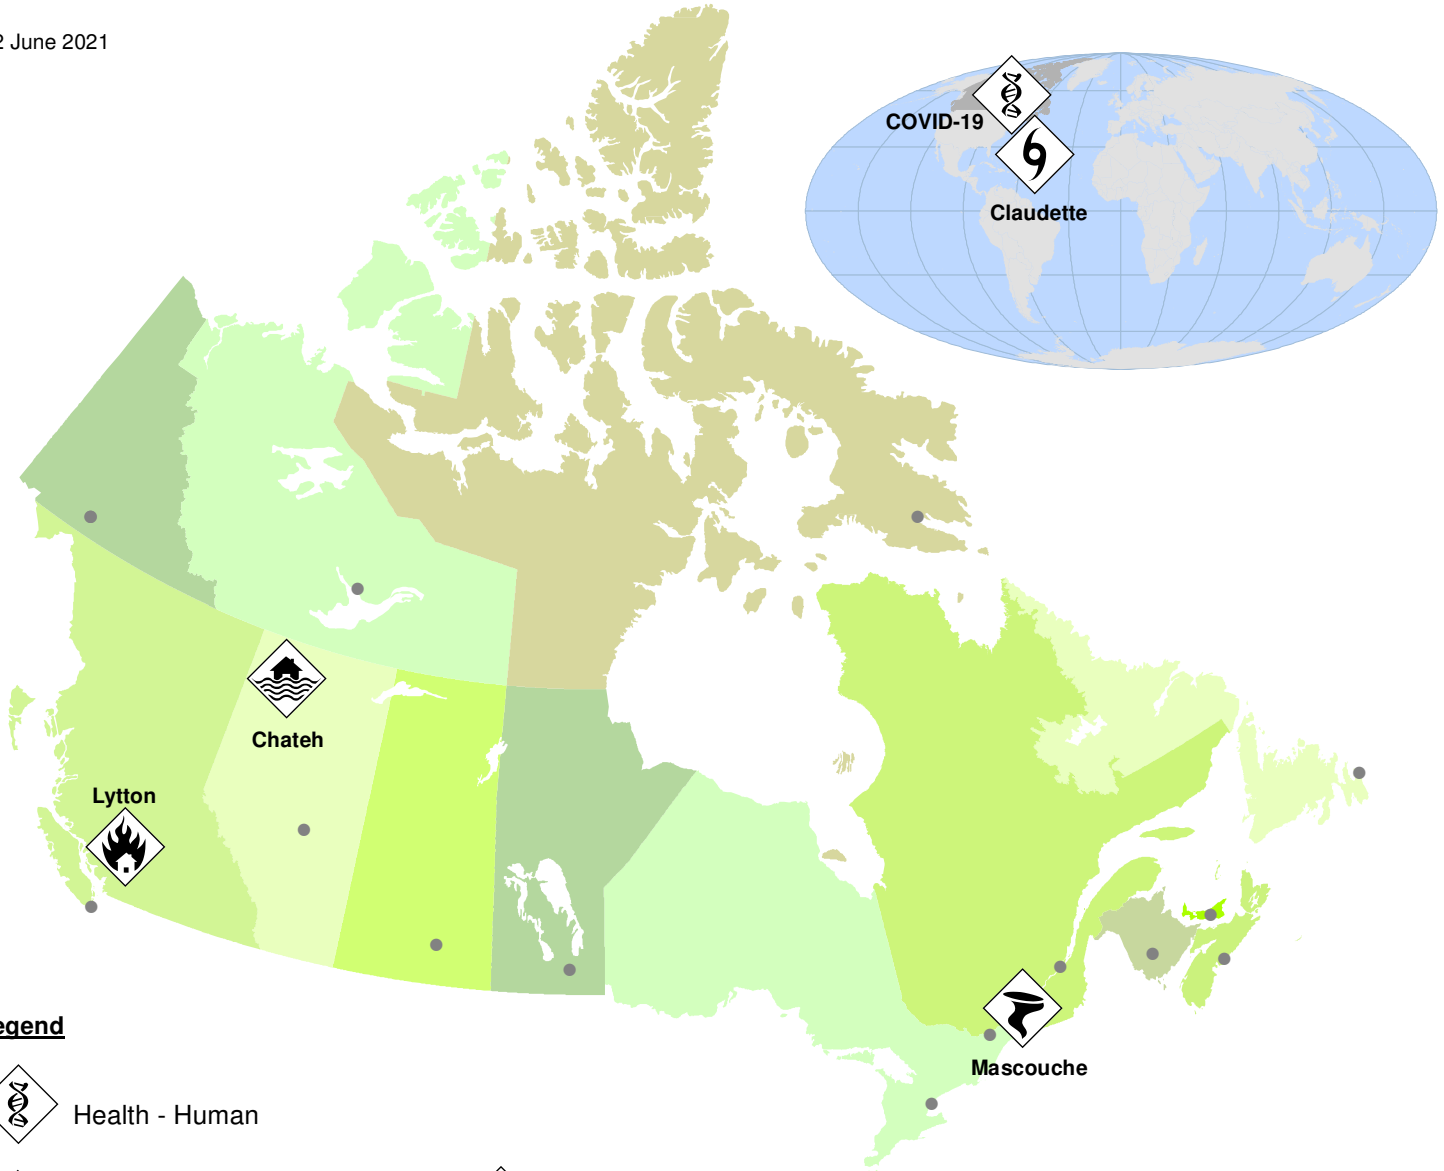 2 June 2021
COVID-19
Claudette
Chateh
Lytton
Mascouche
egend
Health - Human